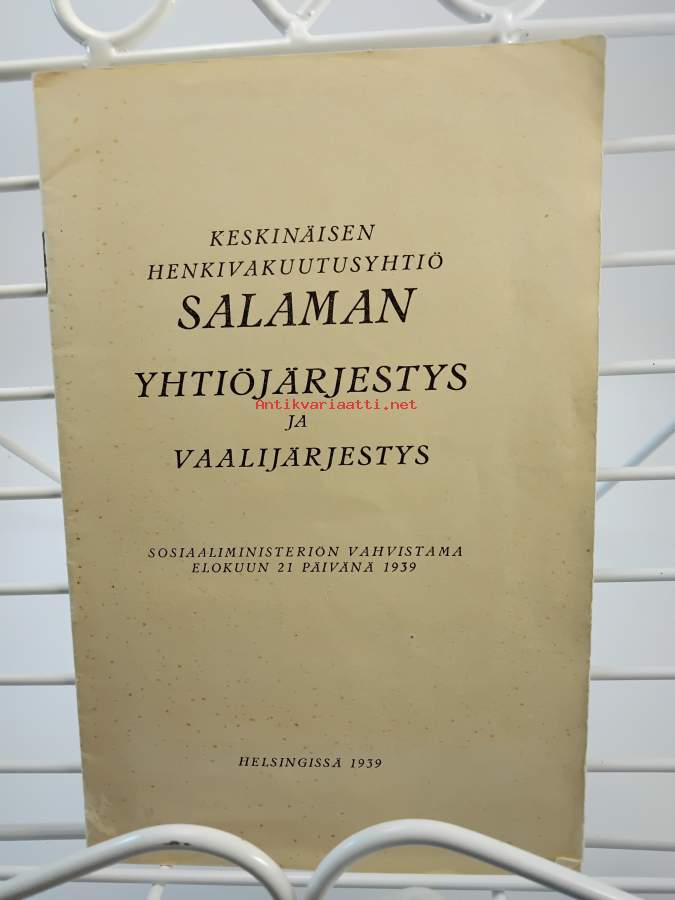 KESKINÄISEN
HENKIVAKUUTUSYHTIÖ
SALAMAN
YHTIÖJÄRJESTYS
Antikvariaatti.net
JA
VAALIJÄRJESTYS
SOSIAALIMINISTERIÖN VAHVISTAMA
ELOKUUN 21 PÄIVÄNÄ 1939
HELSINGISSÄ 1939